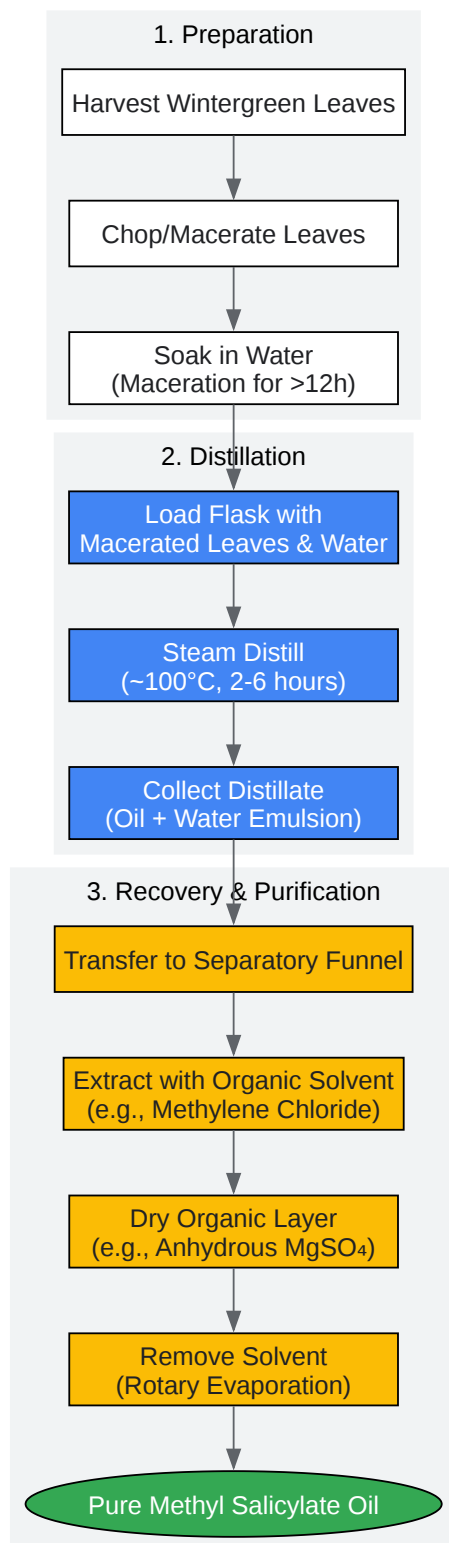 1. Preparation
Harvest Wintergreen Leaves
Chop/Macerate Leaves
Soak in Water
(Maceration for >12h)
2. Distillation
Load Flask with
Macerated Leaves & Water
Steam Distill
(~100°C, 2-6 hours)
Collect Distillate
(Oil + Water Emulsion)
3. Recovery & Purification
Transfer to Separatory Funnel
Extract with Organic Solvent
(e.g., Methylene Chloride)
Dry Organic Layer
(e.g., Anhydrous MgSO₄)
Remove Solvent
(Rotary Evaporation)
Pure Methyl Salicylate Oil